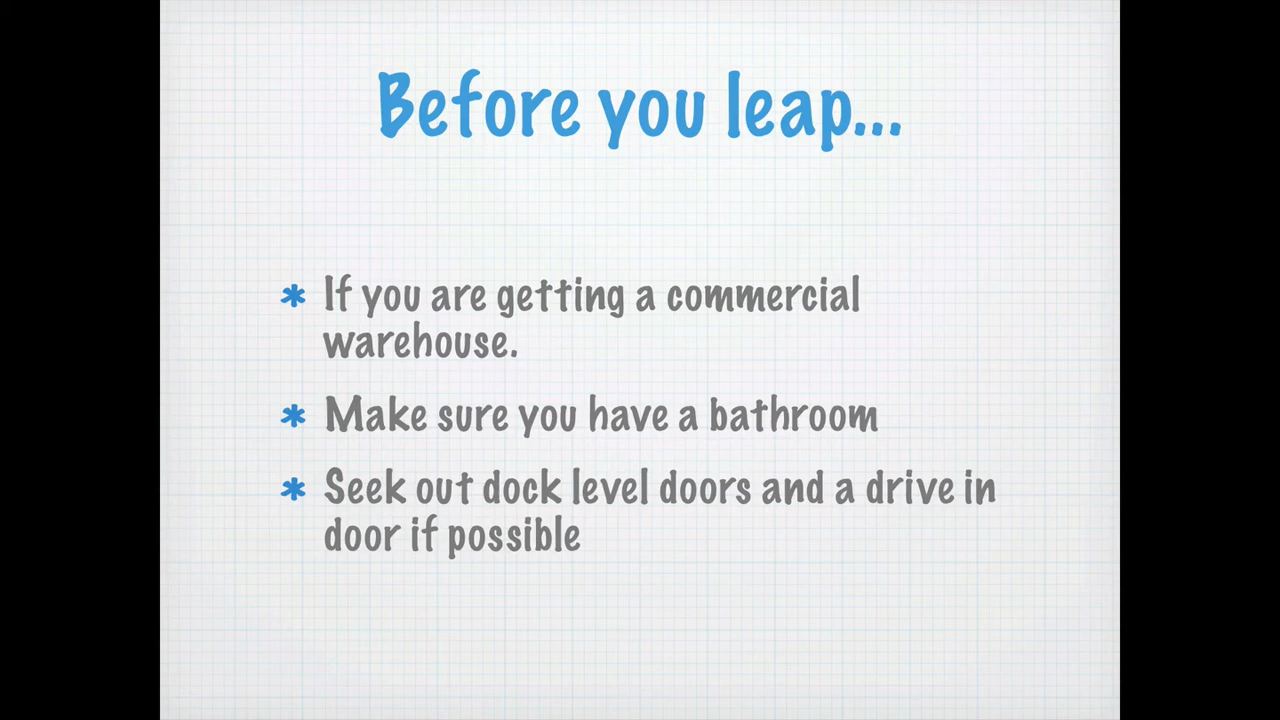 Before you leap...
* If you are getting a commercial
warehouse.
* Make sure you have a bathroom
* Seek out dock level doors and a drive in
door if possible